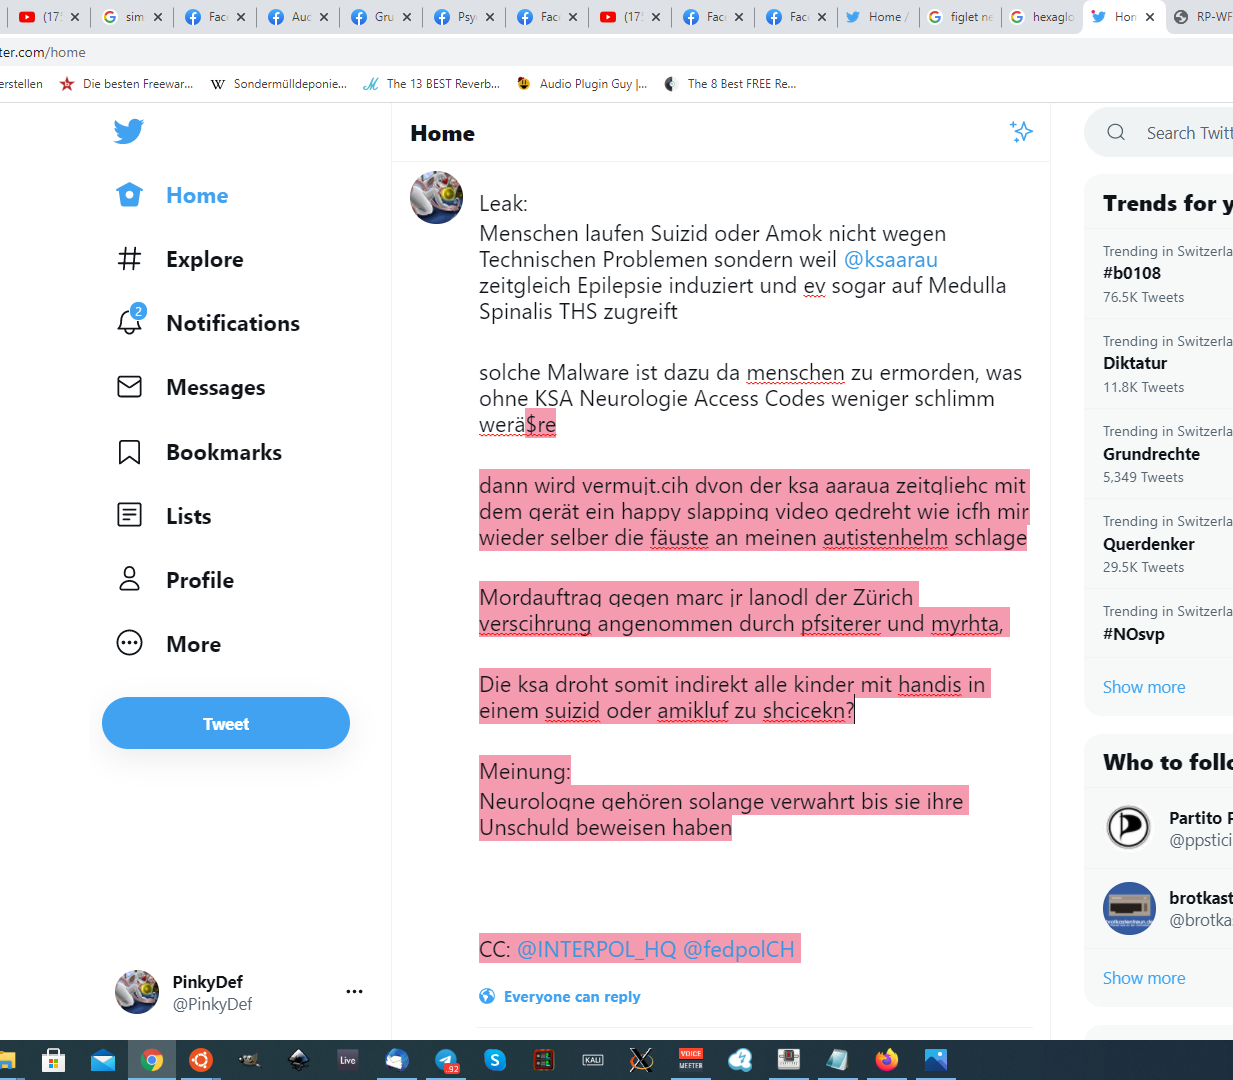 (17:
sim
Face
Aud
Gru
Psy
Face
(17:
Face
Face
Home /
figlet ne
hexaglo
Hon
RP-WF
ter.com/home
erstellen
Die besten Freewar...
Sondermülldeponie...
The 13 BEST Reverb...
Audio Plugin Guy |...
The 8 Best FREE Re...
Home
Explore
2
Notifications
Messages
Bookmarks
Lists
Profile
More
Tweet
PinkyDef
@PinkyDef
Home
Leak:
Menschen laufen Suizid oder Amok nicht wegen
Technischen Problemen sondern weil @ksaarau
zeitgleich Epilepsie induziert und ev sogar auf Medulla
Spinalis THS zugreift
solche Malware ist dazu da menschen zu ermorden, was
ohne KSA Neurologie Access Codes weniger schlimm
werä$re
dann wird vermujt.cih dvon der ksa aaraua zeitgliehc mit
dem gerät ein happy slapping video gedreht wie icfh mir
wieder selber die fäuste an meinen autistenhelm schlage
Mordauftrag gegen marc jr lanodl der Zürich
verscihrung angenommen durch pfsiterer und myrhta,
Die ksa droht somit indirekt alle kinder mit handis in
einem suizid oder amikluf zu shcicekn?
Meinung:
Neurologne gehören solange verwahrt bis sie ihre
Unschuld beweisen haben
CC: @INTERPOL_HQ @fedpolCH
Everyone can reply
Search Twitt
Trends for y
Trending in Switzerla
#b0108
76.5K Tweets
Trending in Switzerla
Diktatur
11.8K Tweets
Trending in Switzerla
Grundrechte
5,349 Tweets
Trending in Switzerla
Querdenker
29.5K Tweets
Trending in Switzerla
#NOsvp
Show more
Who to follo
Partito P
@ppstici
brotkast
@brotka
Show more
Live
.92
KALI
VOICE
MEETER